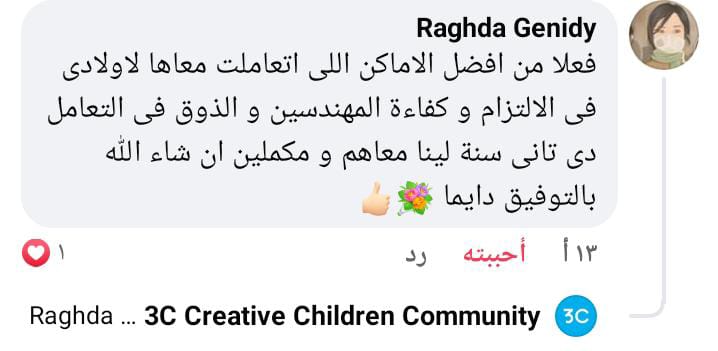 Raghda Genidy
فعلا من افضل الاماكن اللى اتعاملت معاها لاولادى
فى الالتزام و كفاءة المهندسين و الذوق فى التعامل
دى تانى سنة لينا معاهم و مكملين ان شاء الله
بالتوفيق دايما 💐👍🏻
١٣ أ أحببته رد ١
3C 3C Creative Children Community Raghda ...